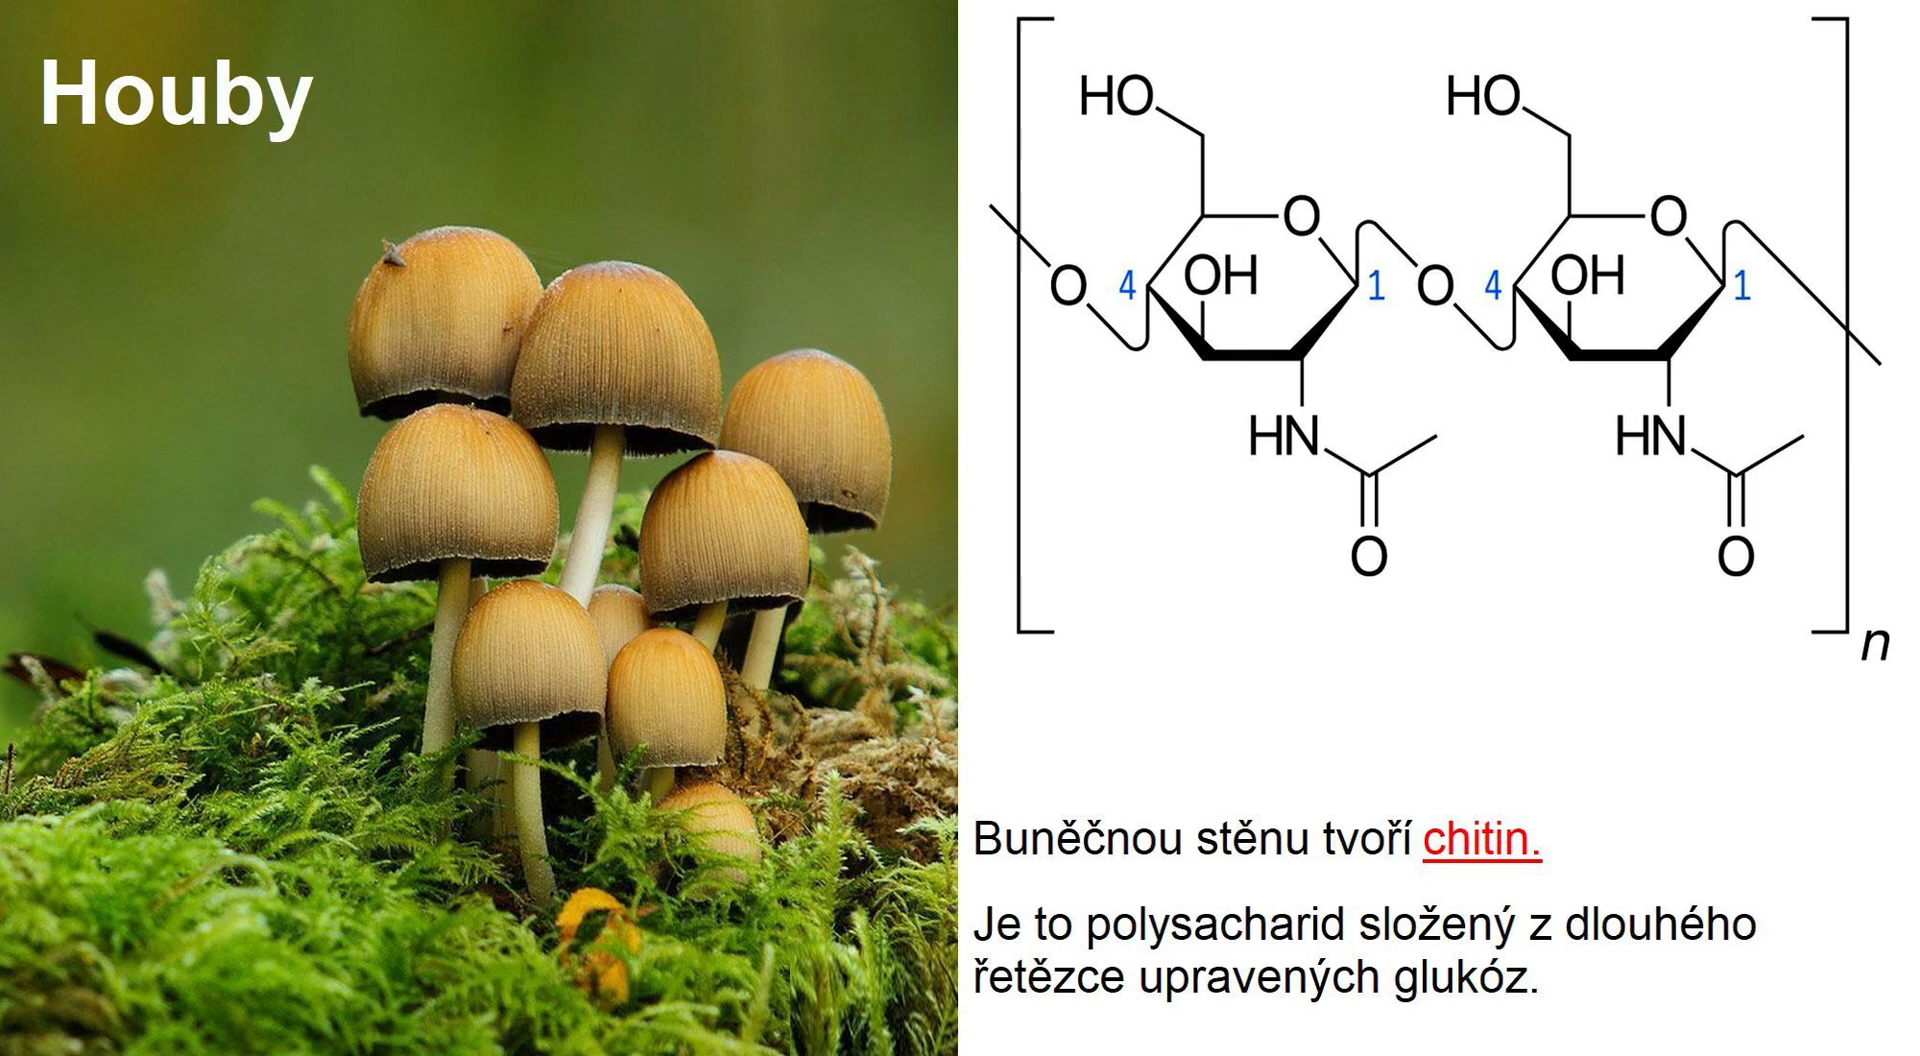 Houby
HO
HO
O
O
O
4
OH
1
O
4
OH
1
HN
HN
O
O
n
Buněčnou stěnu tvoří chitin.
Je to polysacharid složený z dlouhého
řetězce upravených glukóz.